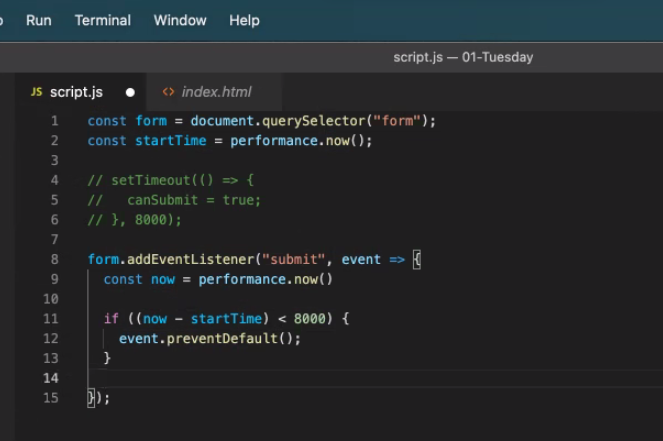 Run Terminal Window Help
script.js — 01-Tuesday
JS script.js ● <> index.html
1 const form = document.querySelector("form");
2 const startTime = performance.now();
3
4 // setTimeout(() => {
5 //   canSubmit = true;
6 // }, 8000);
7
8 form.addEventListener("submit", event => {
9   const now = performance.now()
10
11   if ((now - startTime) < 8000) {
12     event.preventDefault();
13   }
14
15 });